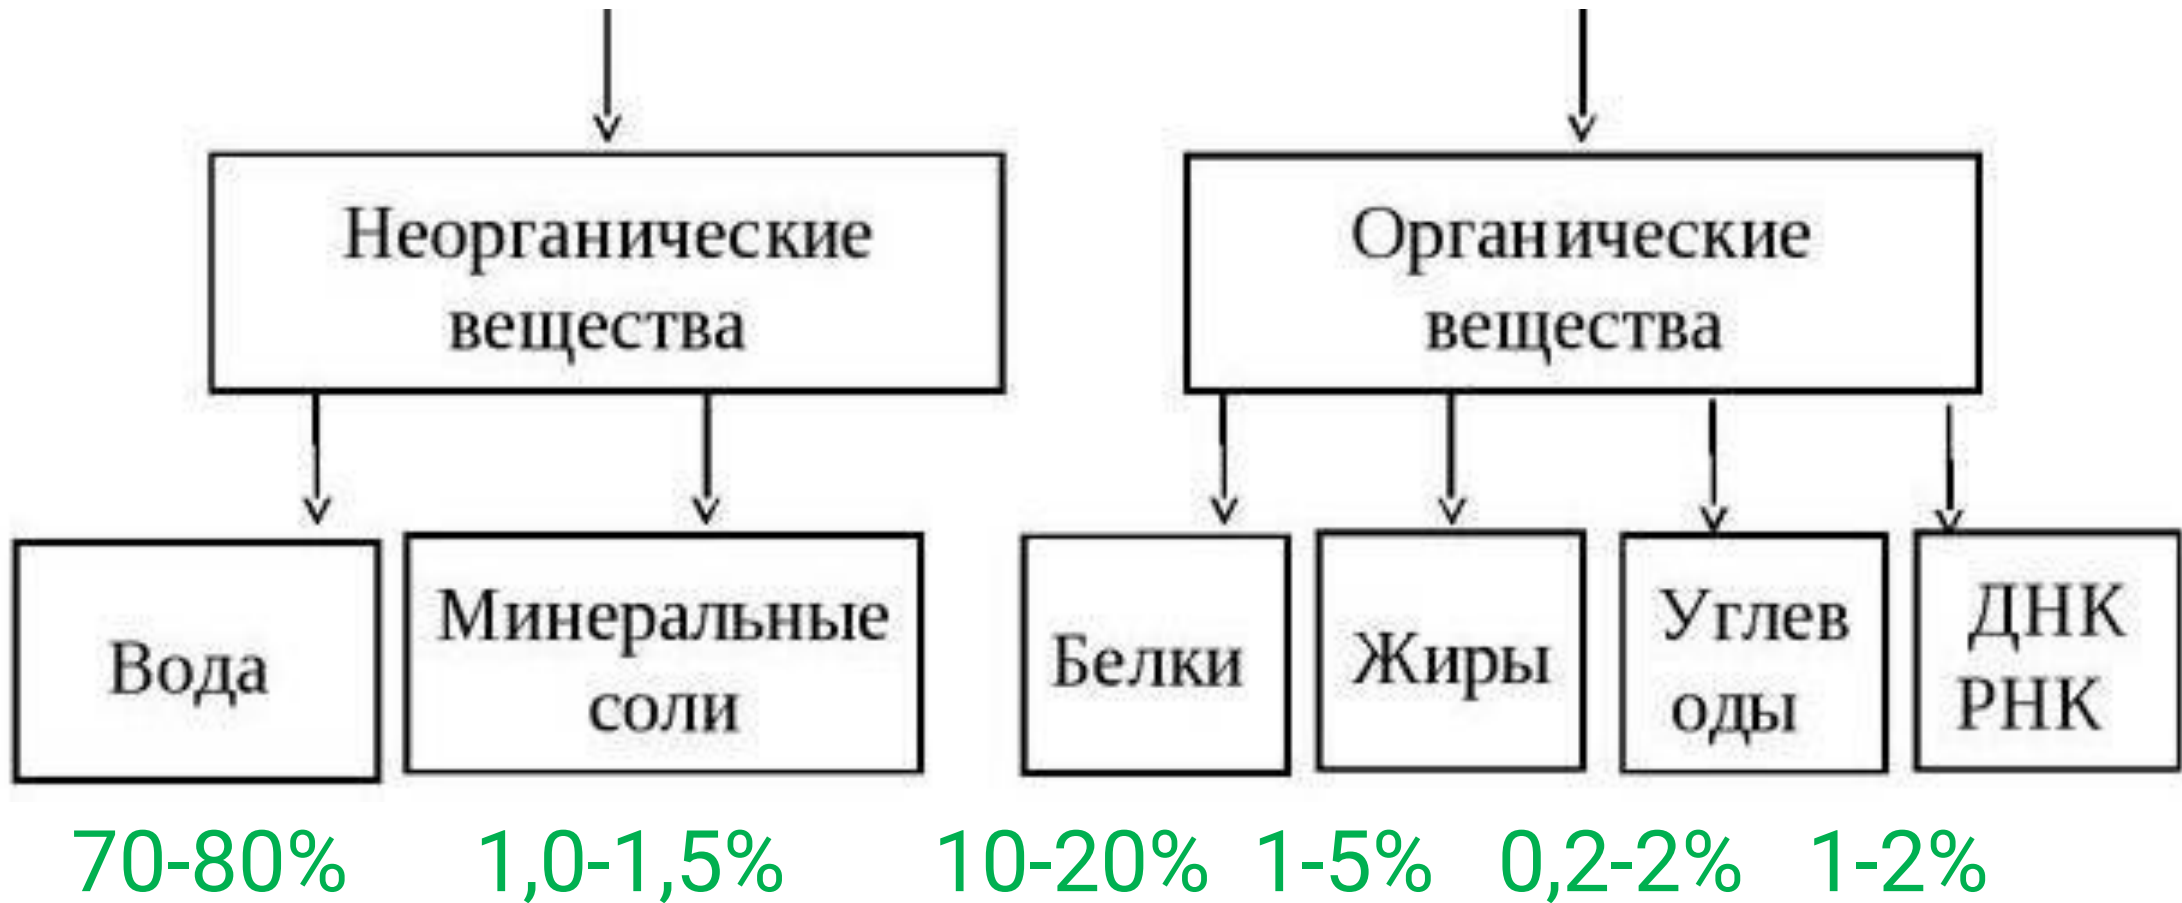 Неорганические
вещества
Органические
вещества
Вода
Минеральные
соли
Белки
Жиры
Углев
оды
ДНК
РНК
70-80%
1,0-1,5%
10-20%
1-5%
0,2-2%
1-2%